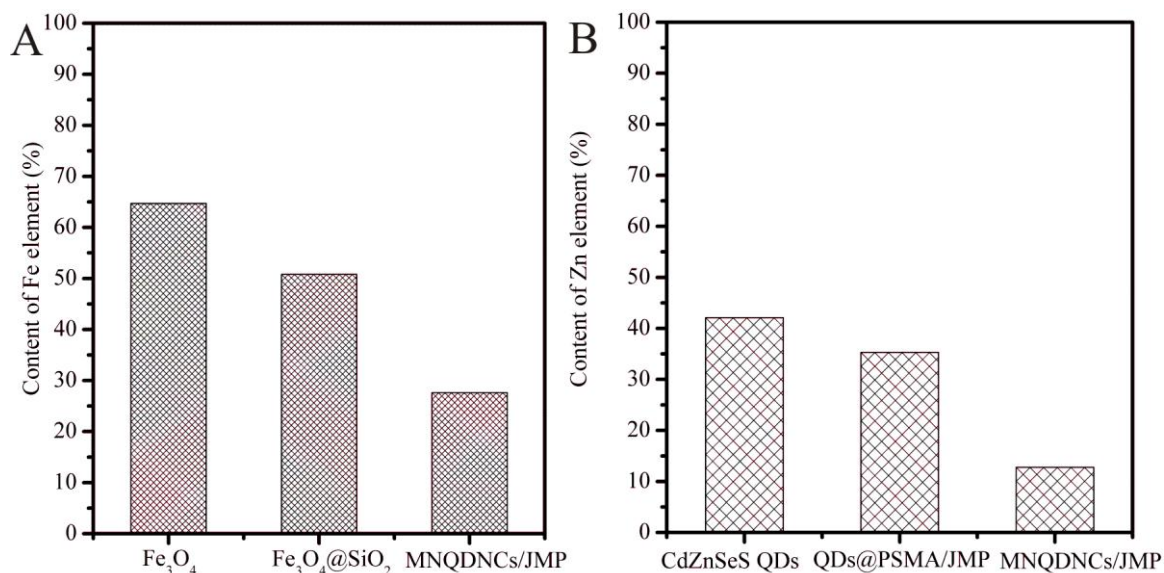 A
Content of Fe element (%)
100
90
80
70
60
50
40
30
20
10
0
Fe₃O₄
Fe₃O₄@SiO₂
MNQDNCs/JMP
B
Content of Zn element (%)
100
90
80
70
60
50
40
30
20
10
0
CdZnSeS QDs
QDs@PSMA/JMP
MNQDNCs/JMP